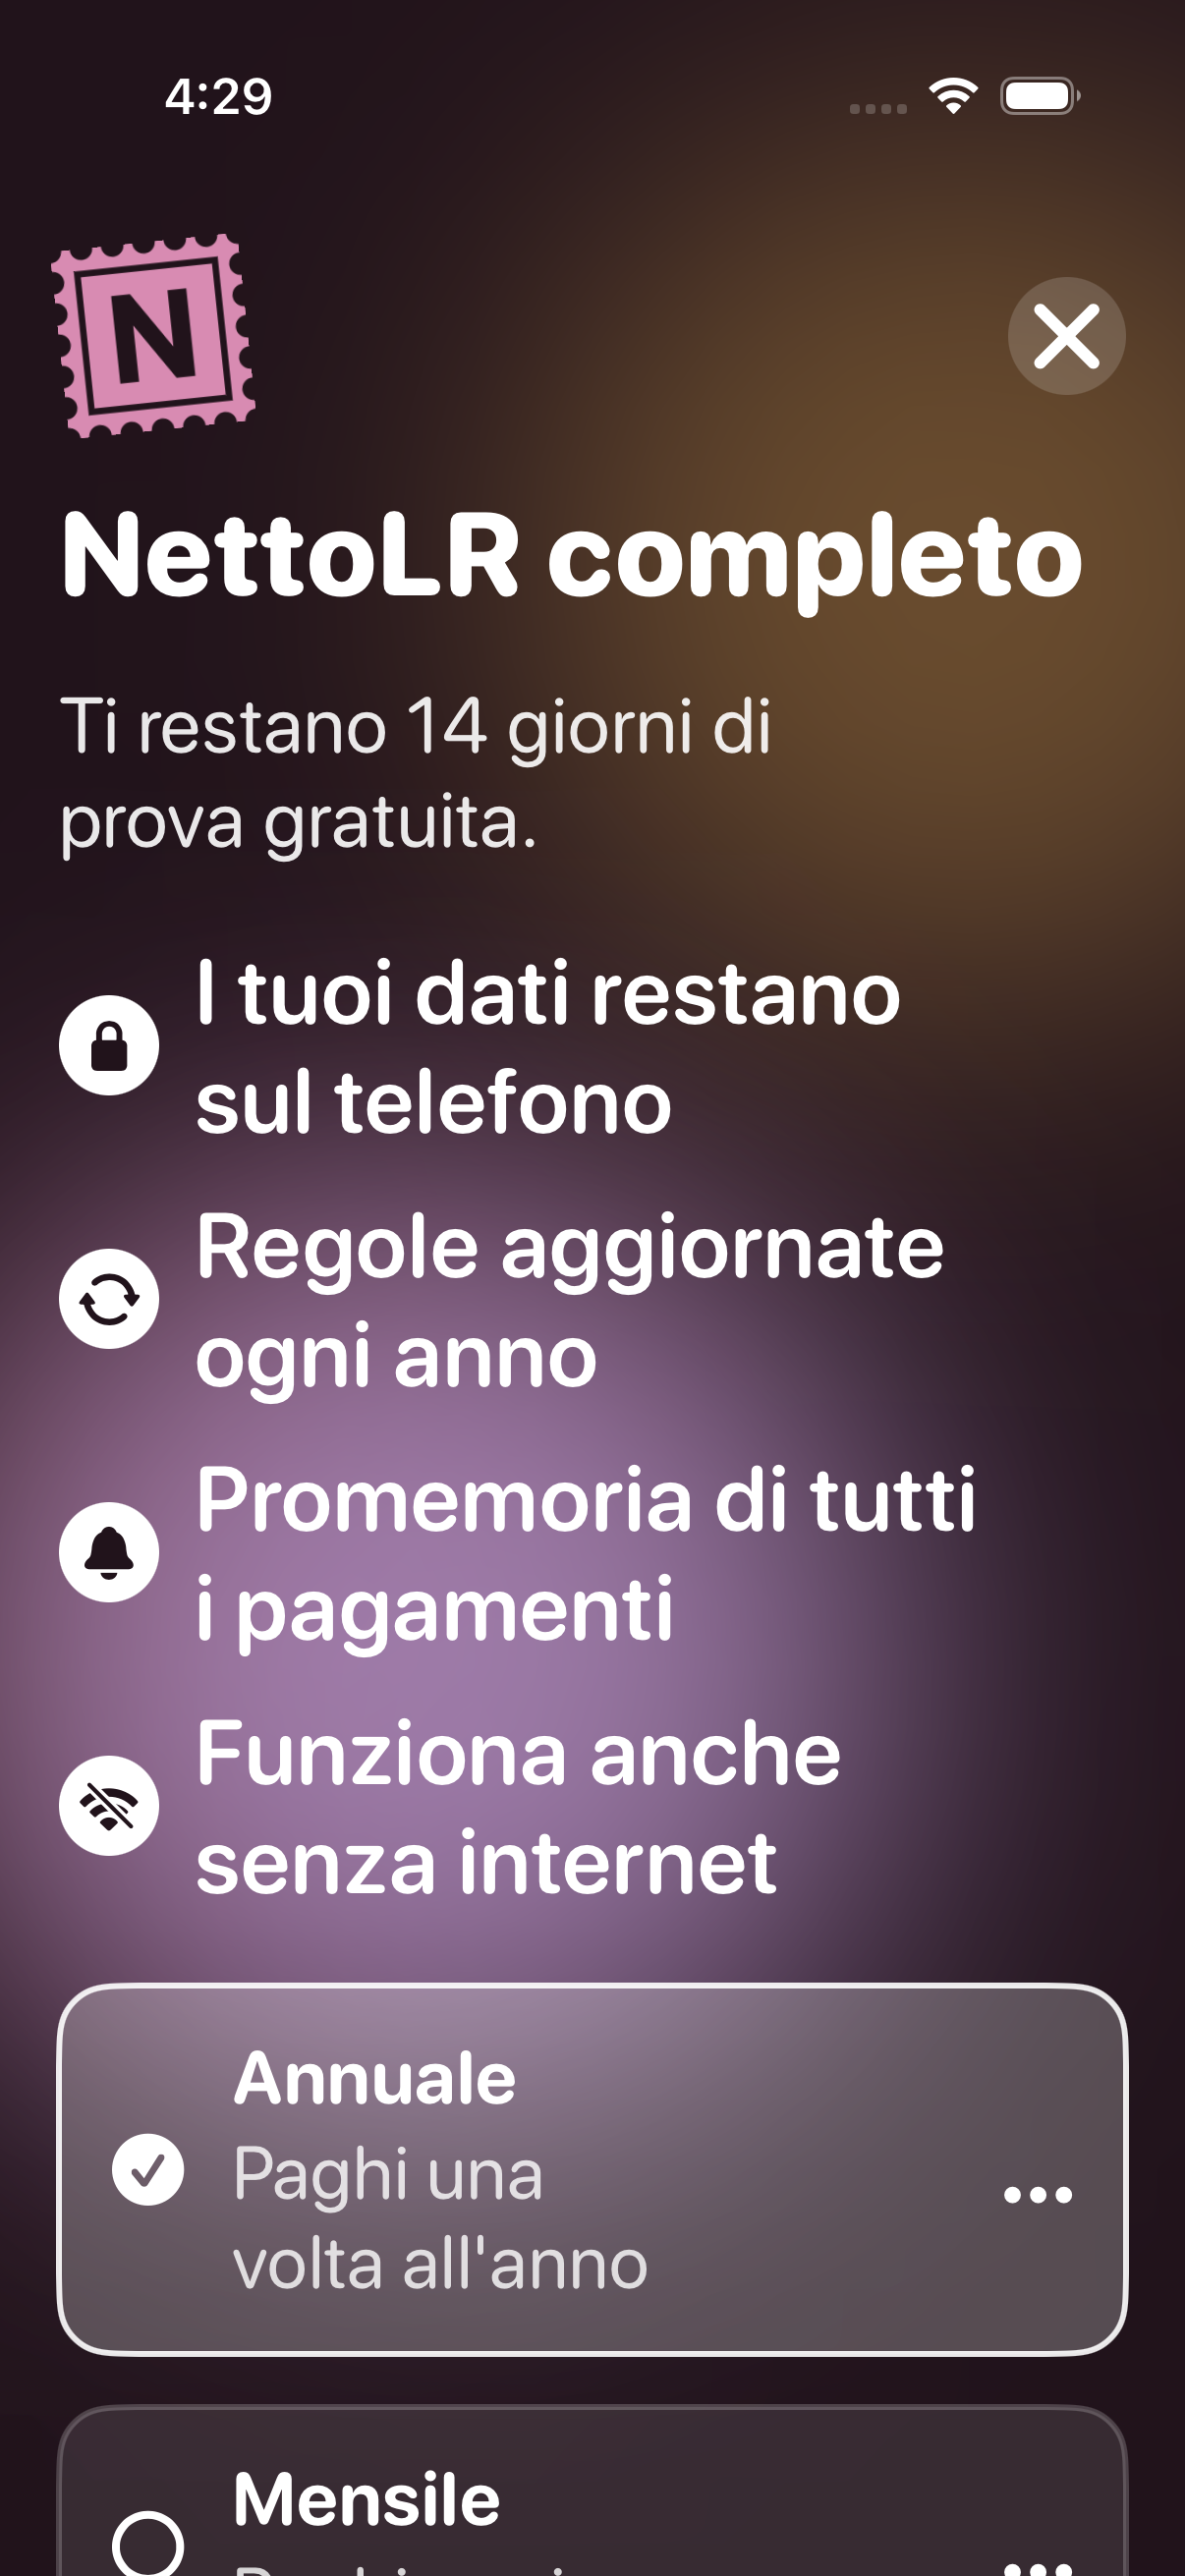 4:29
N
NettoLR completo
Ti restano 14 giorni di
prova gratuita.
I tuoi dati restano
sul telefono
Regole aggiornate
ogni anno
Promemoria di tutti
i pagamenti
Funziona anche
senza internet
Annuale
Paghi una
volta all'anno
Mensile